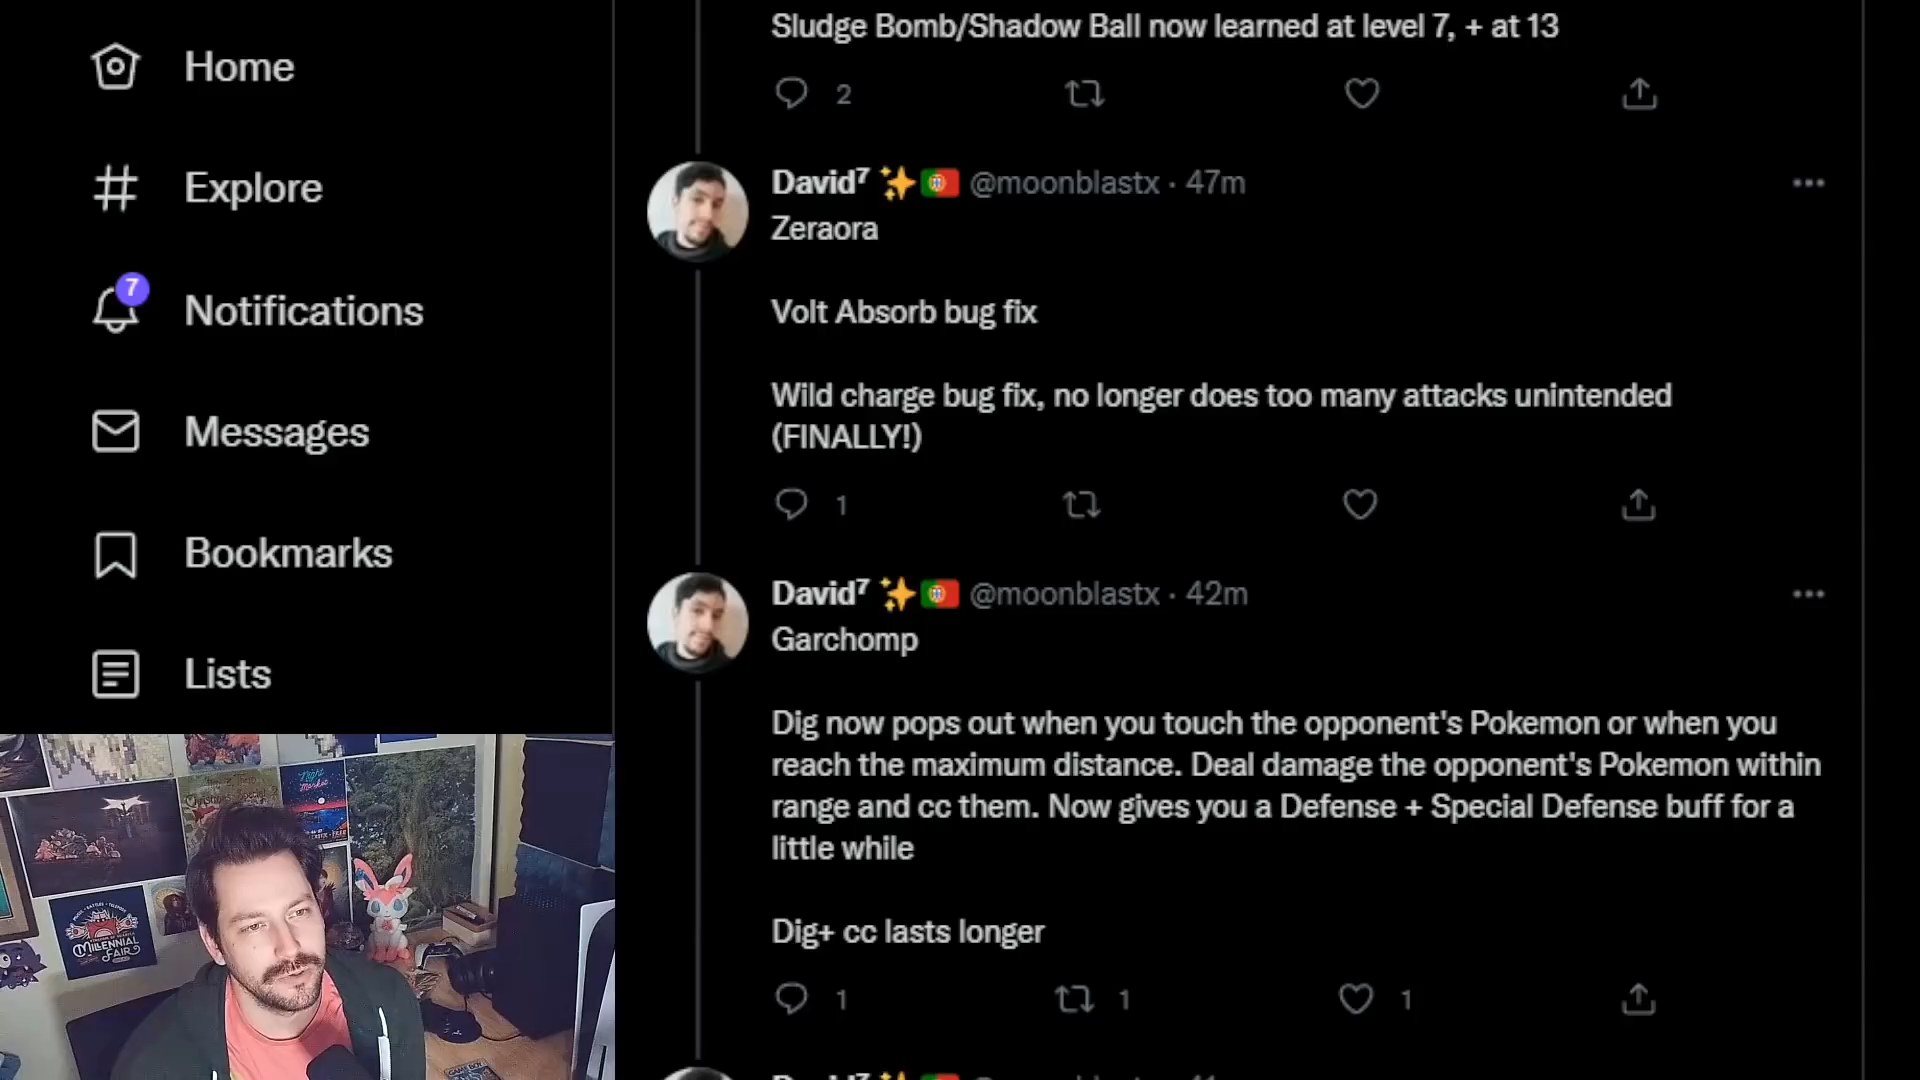 Home
Explore
7
Notifications
Messages
Bookmarks
Lists
Sludge Bomb/Shadow Ball now learned at level 7, + at 13
2
David⁷ ✨🇵🇹 @moonblastx · 47m
Zeraora
Volt Absorb bug fix
Wild charge bug fix, no longer does too many attacks unintended
(FINALLY!)
1
David⁷ ✨🇵🇹 @moonblastx · 42m
Garchomp
Dig now pops out when you touch the opponent's Pokemon or when you
reach the maximum distance. Deal damage the opponent's Pokemon within
range and cc them. Now gives you a Defense + Special Defense buff for a
little while
Dig+ cc lasts longer
1 1 1
Night
Market
MILLENNIAL
FAIR